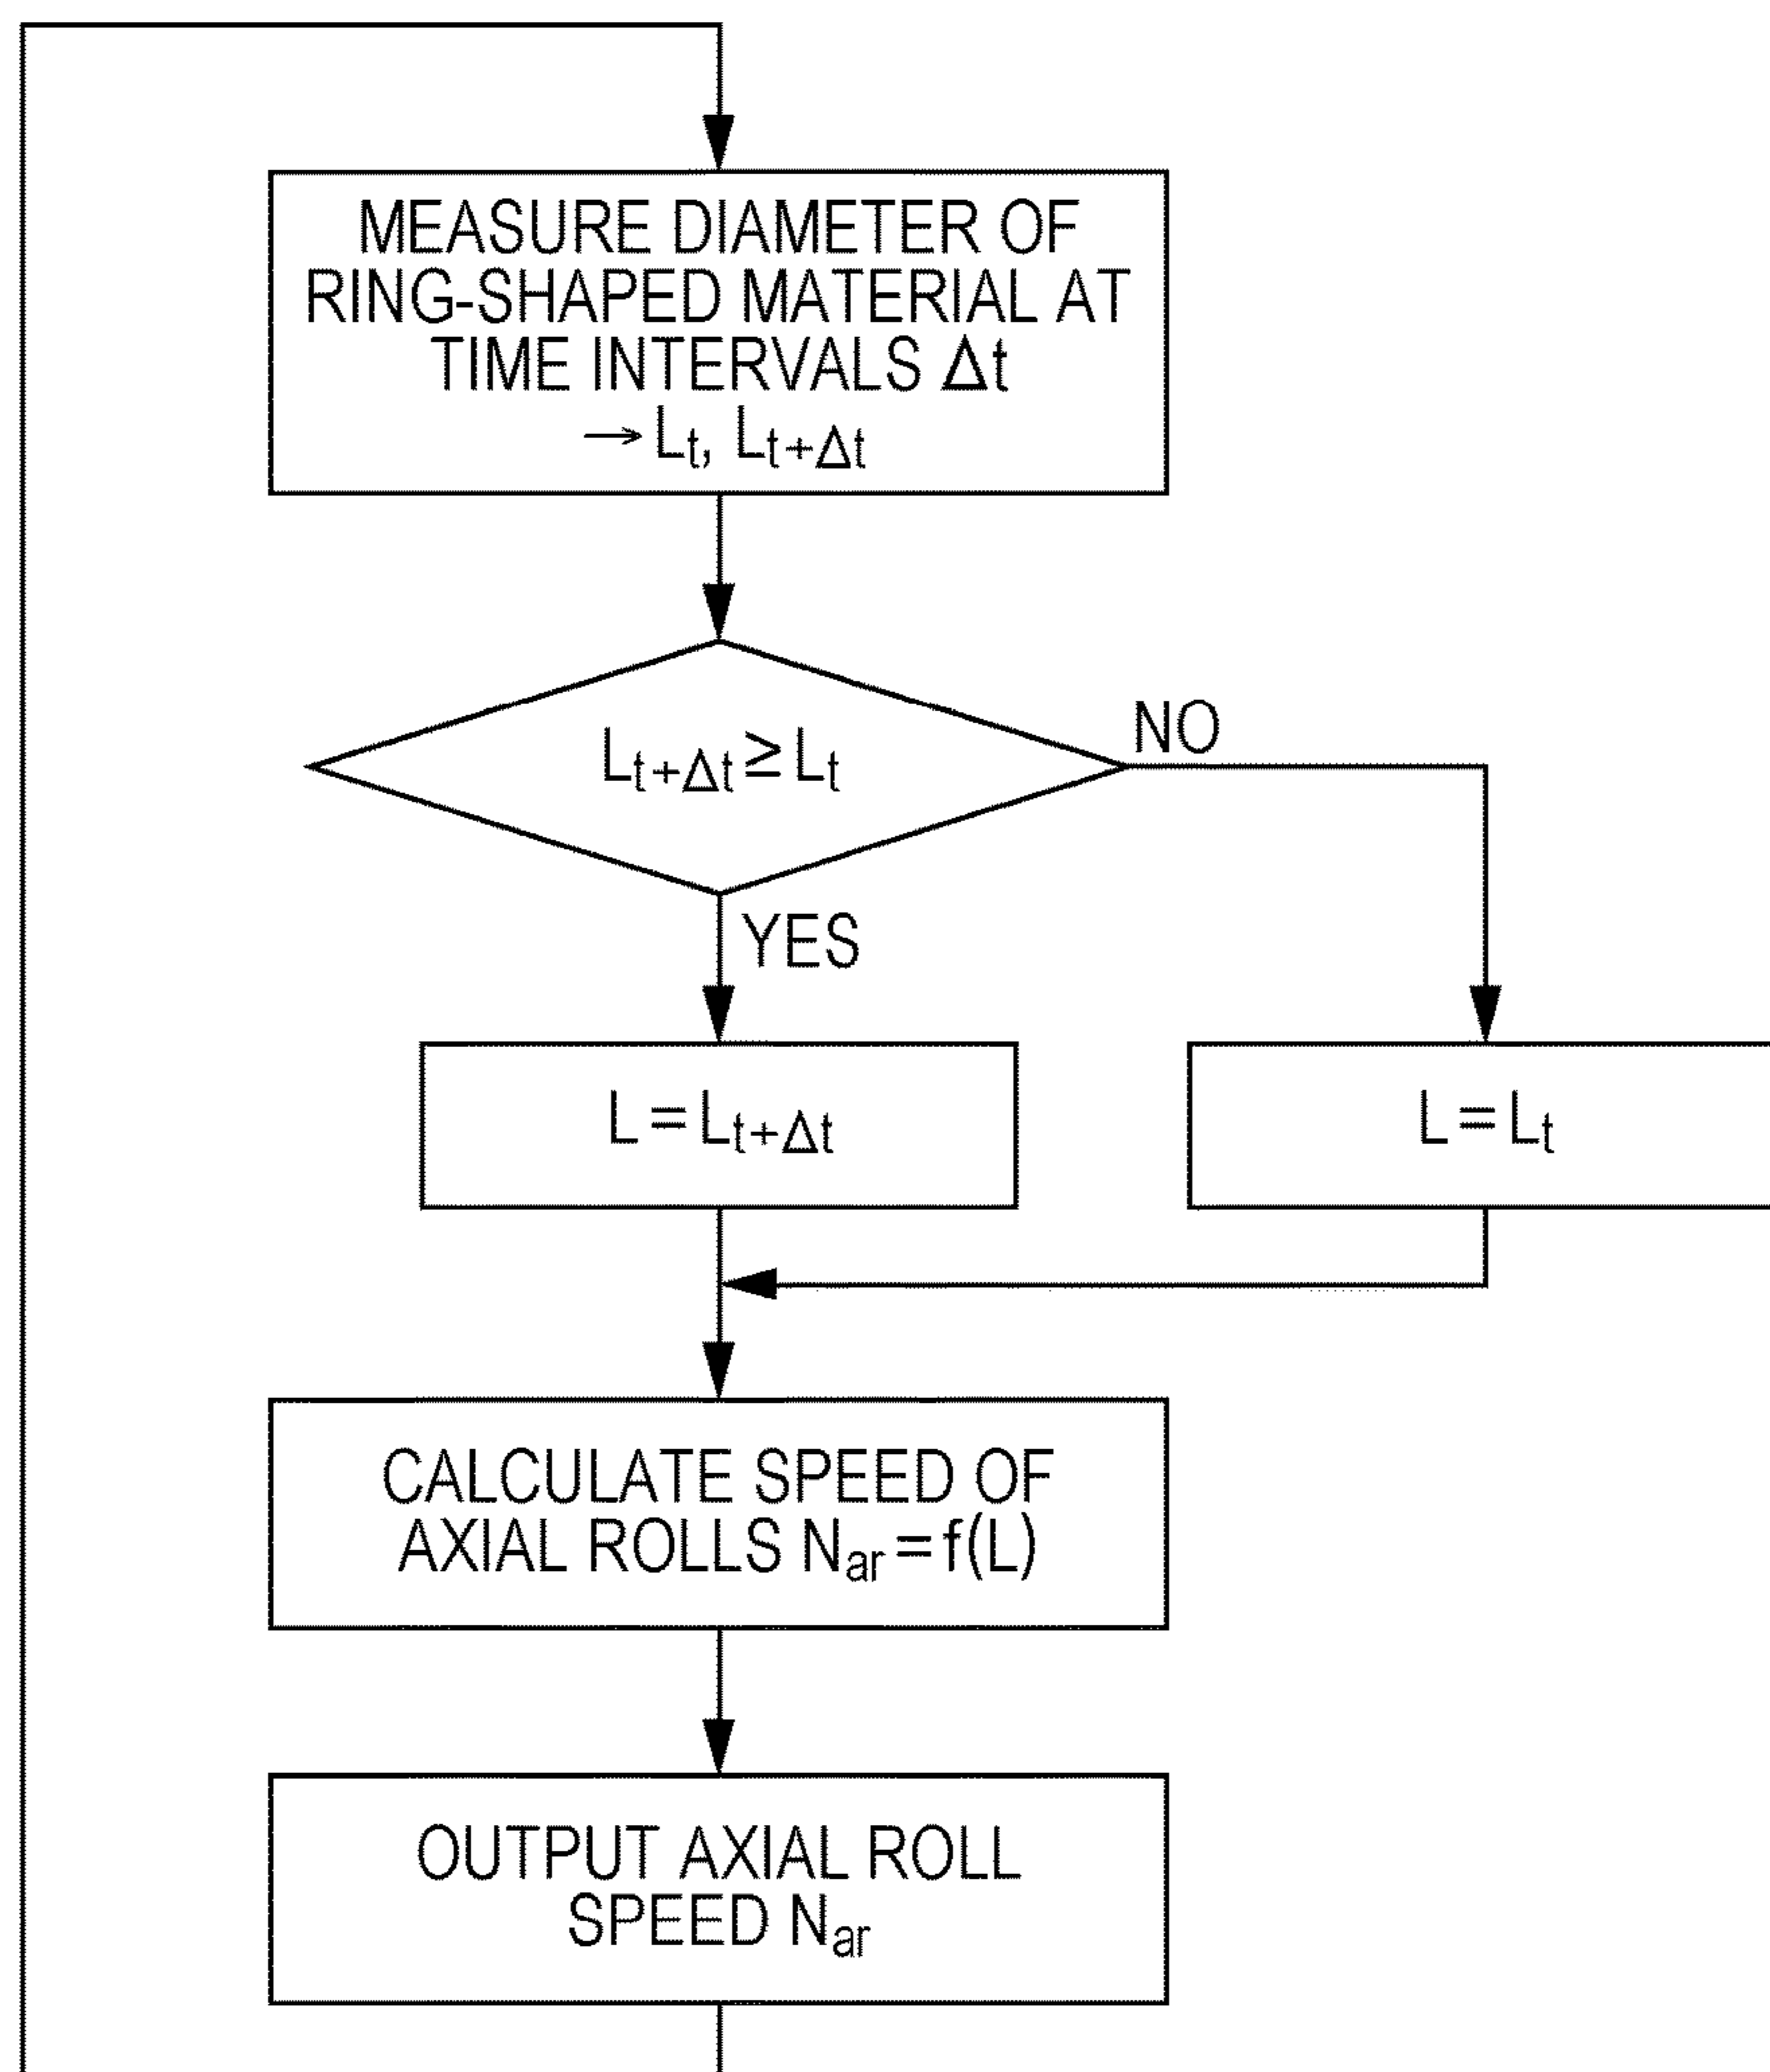 MEASURE DIAMETER OF
RING-SHAPED MATERIAL AT
TIME INTERVALS Δt
→ Lt, Lt+Δt
Lt+Δt ≥ Lt
NO
YES
L = Lt+Δt
L = Lt
CALCULATE SPEED OF
AXIAL ROLLS Nar = f(L)
OUTPUT AXIAL ROLL
SPEED Nar